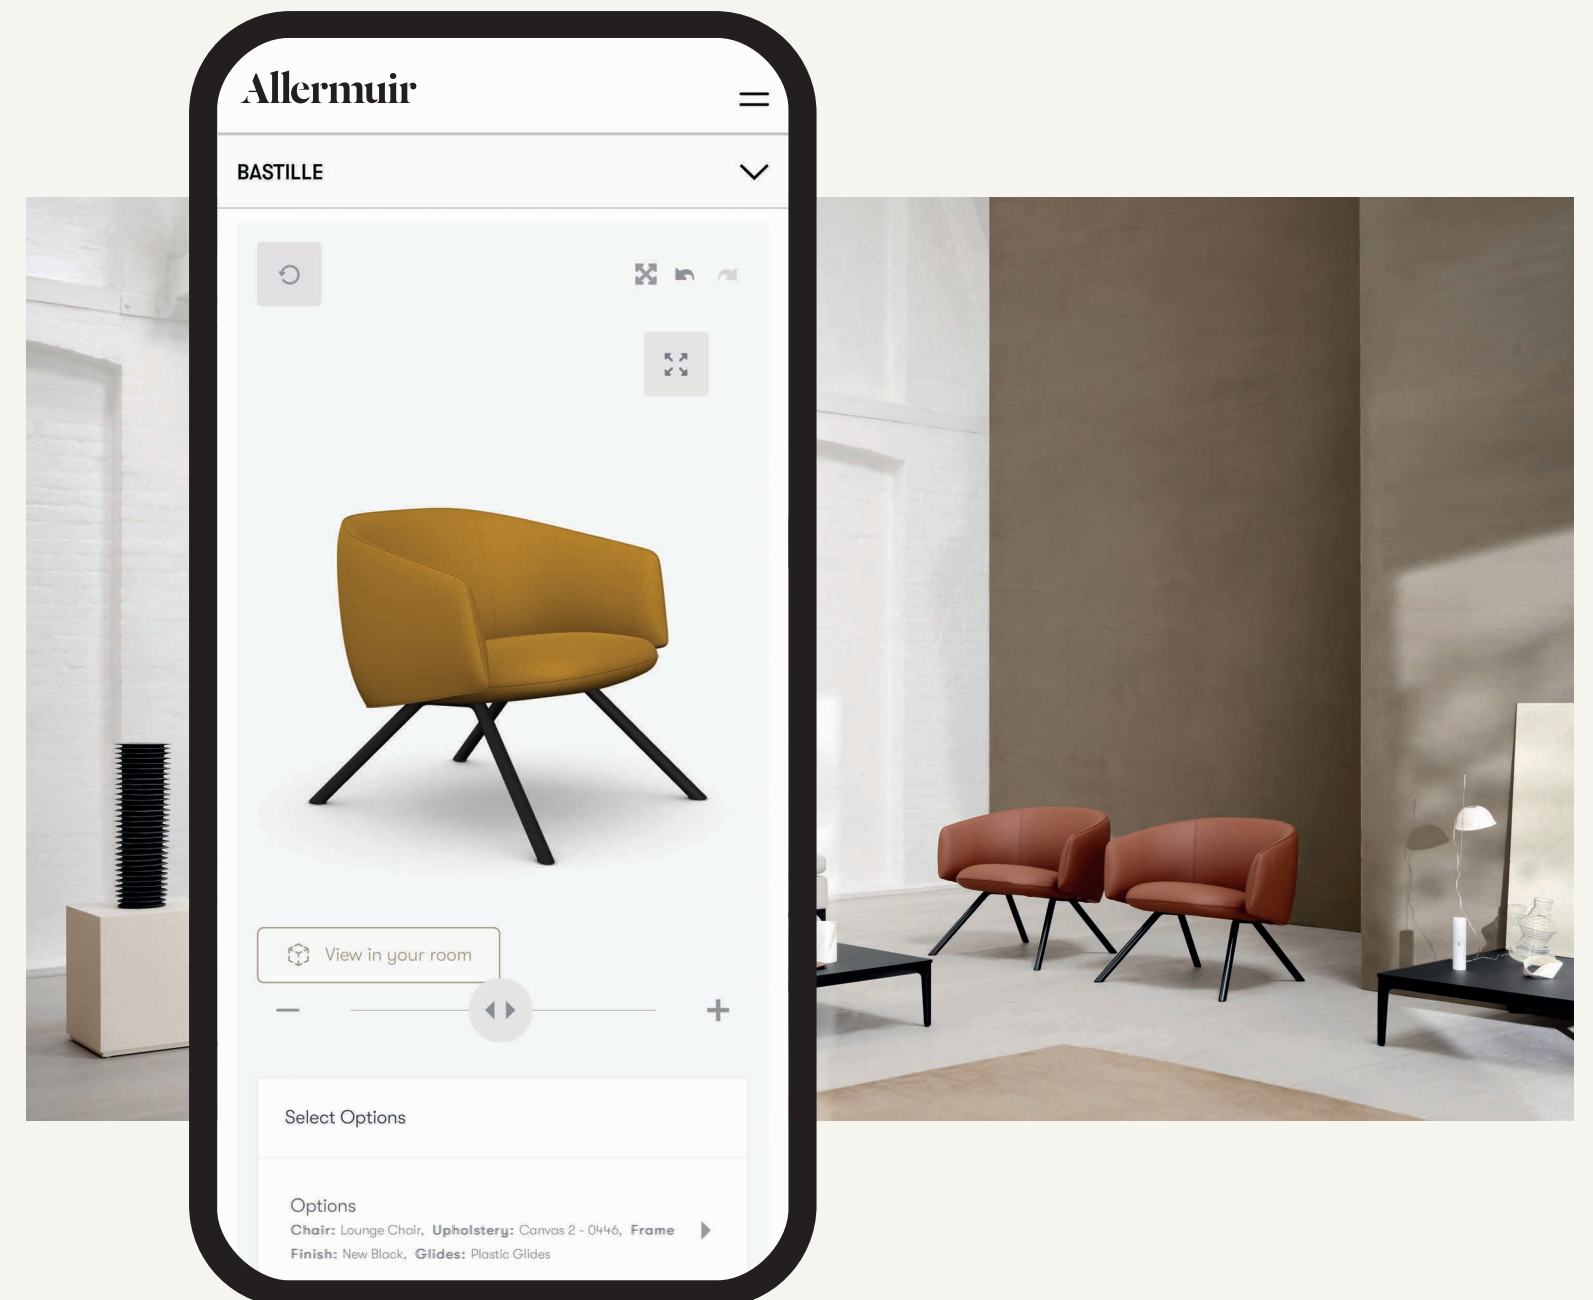 Allermuir
BASTILLE
View in your room
Select Options
Options
Chair: Lounge Chair, Upholstery: Canvas 2 - 0446, Frame
Finish: New Black, Glides: Plastic Glides